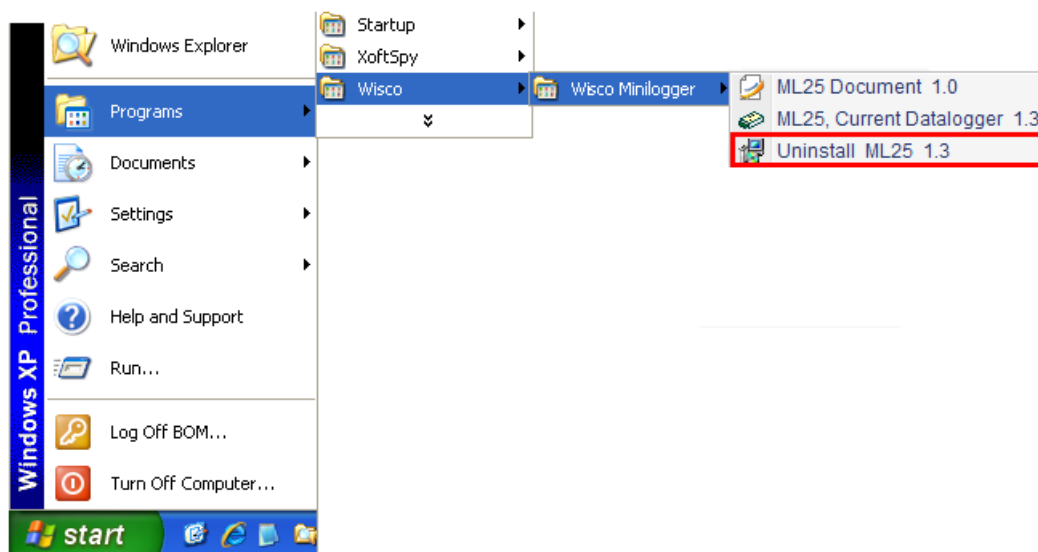 Windows Explorer
Programs
Documents
Settings
Search
Help and Support
Run...
Log Off BOM...
Turn Off Computer...
Windows XP Professional
start
Startup
XoftSpy
Wisco
Wisco Minilogger
ML25 Document 1.0
ML25, Current Datalogger 1.3
Uninstall ML25 1.3